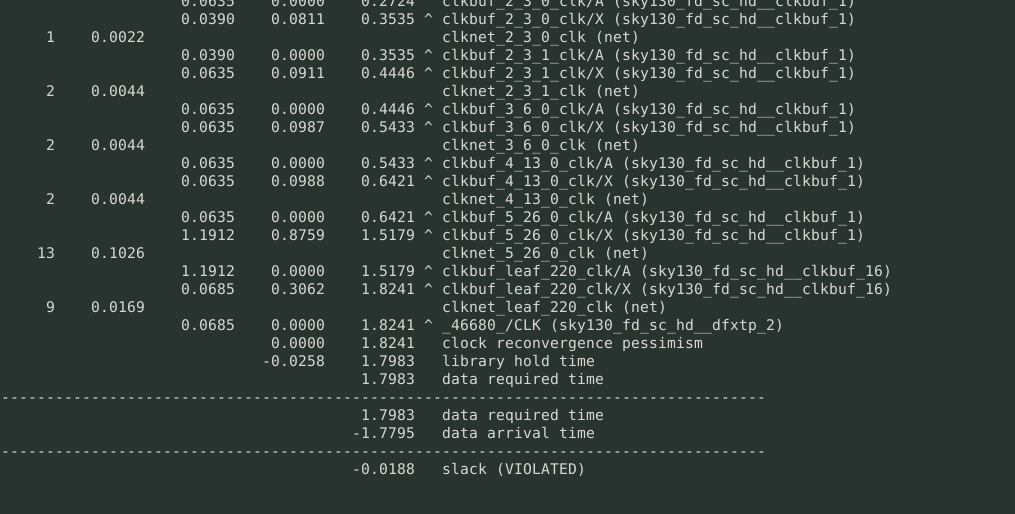 0.0635 0.0000 0.2724 ^ clkbuf_2_3_0_clk/A (sky130_fd_sc_hd__clkbuf_1)
0.0390 0.0811 0.3535 ^ clkbuf_2_3_0_clk/X (sky130_fd_sc_hd__clkbuf_1)
1 0.0022 clknet_2_3_0_clk (net)
0.0390 0.0000 0.3535 ^ clkbuf_2_3_1_clk/A (sky130_fd_sc_hd__clkbuf_1)
0.0635 0.0911 0.4446 ^ clkbuf_2_3_1_clk/X (sky130_fd_sc_hd__clkbuf_1)
2 0.0044 clknet_2_3_1_clk (net)
0.0635 0.0000 0.4446 ^ clkbuf_3_6_0_clk/A (sky130_fd_sc_hd__clkbuf_1)
0.0635 0.0987 0.5433 ^ clkbuf_3_6_0_clk/X (sky130_fd_sc_hd__clkbuf_1)
2 0.0044 clknet_3_6_0_clk (net)
0.0635 0.0000 0.5433 ^ clkbuf_4_13_0_clk/A (sky130_fd_sc_hd__clkbuf_1)
0.0635 0.0988 0.6421 ^ clkbuf_4_13_0_clk/X (sky130_fd_sc_hd__clkbuf_1)
2 0.0044 clknet_4_13_0_clk (net)
0.0635 0.0000 0.6421 ^ clkbuf_5_26_0_clk/A (sky130_fd_sc_hd__clkbuf_1)
1.1912 0.8759 1.5179 ^ clkbuf_5_26_0_clk/X (sky130_fd_sc_hd__clkbuf_1)
13 0.1026 clknet_5_26_0_clk (net)
1.1912 0.0000 1.5179 ^ clkbuf_leaf_220_clk/A (sky130_fd_sc_hd__clkbuf_16)
0.0685 0.3062 1.8241 ^ clkbuf_leaf_220_clk/X (sky130_fd_sc_hd__clkbuf_16)
9 0.0169 clknet_leaf_220_clk (net)
0.0685 0.0000 1.8241 ^ _46680_/CLK (sky130_fd_sc_hd__dfxtp_2)
0.0000 1.8241 clock reconvergence pessimism
-0.0258 1.7983 library hold time
1.7983 data required time
-------------------------------------------------------------------------------------
1.7983 data required time
-1.7795 data arrival time
-------------------------------------------------------------------------------------
-0.0188 slack (VIOLATED)